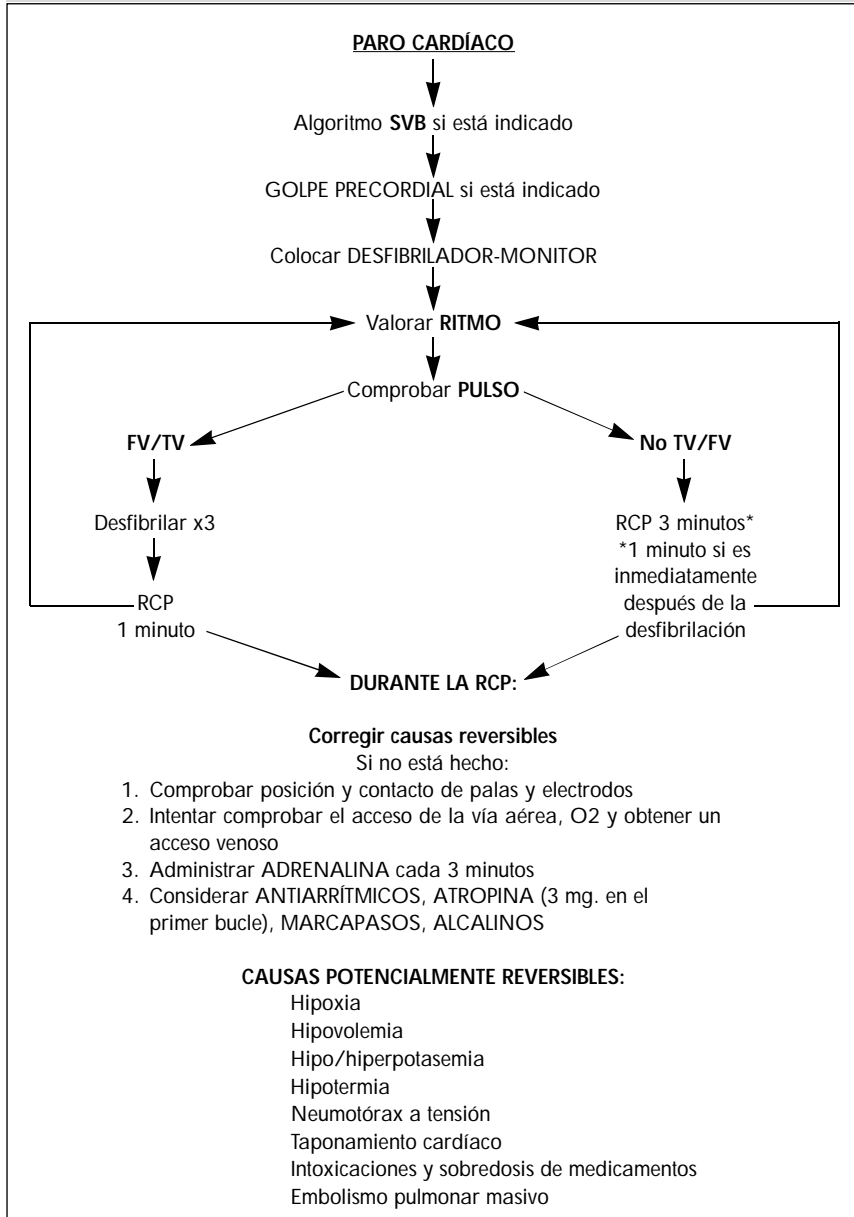 PARO CARDÍACO
Algoritmo SVB si está indicado
GOLPE PRECORDIAL si está indicado
Colocar DESFIBRILADOR-MONITOR
Valorar RITMO
Comprobar PULSO
FV/TV
Desfibrilar x3
RCP
1 minuto
No TV/FV
RCP 3 minutos*
*1 minuto si es
inmediatamente
después de la
desfibrilación
DURANTE LA RCP:
Corregir causas reversibles
Si no está hecho:
1. Comprobar posición y contacto de palas y electrodos
2. Intentar comprobar el acceso de la vía aérea, O2 y obtener un
acceso venoso
3. Administrar ADRENALINA cada 3 minutos
4. Considerar ANTIARRÍTMICOS, ATROPINA (3 mg. en el
primer bucle), MARCAPASOS, ALCALINOS
CAUSAS POTENCIALMENTE REVERSIBLES:
Hipoxia
Hipovolemia
Hipo/hiperpotasemia
Hipotermia
Neumotórax a tensión
Taponamiento cardíaco
Intoxicaciones y sobredosis de medicamentos
Embolismo pulmonar masivo